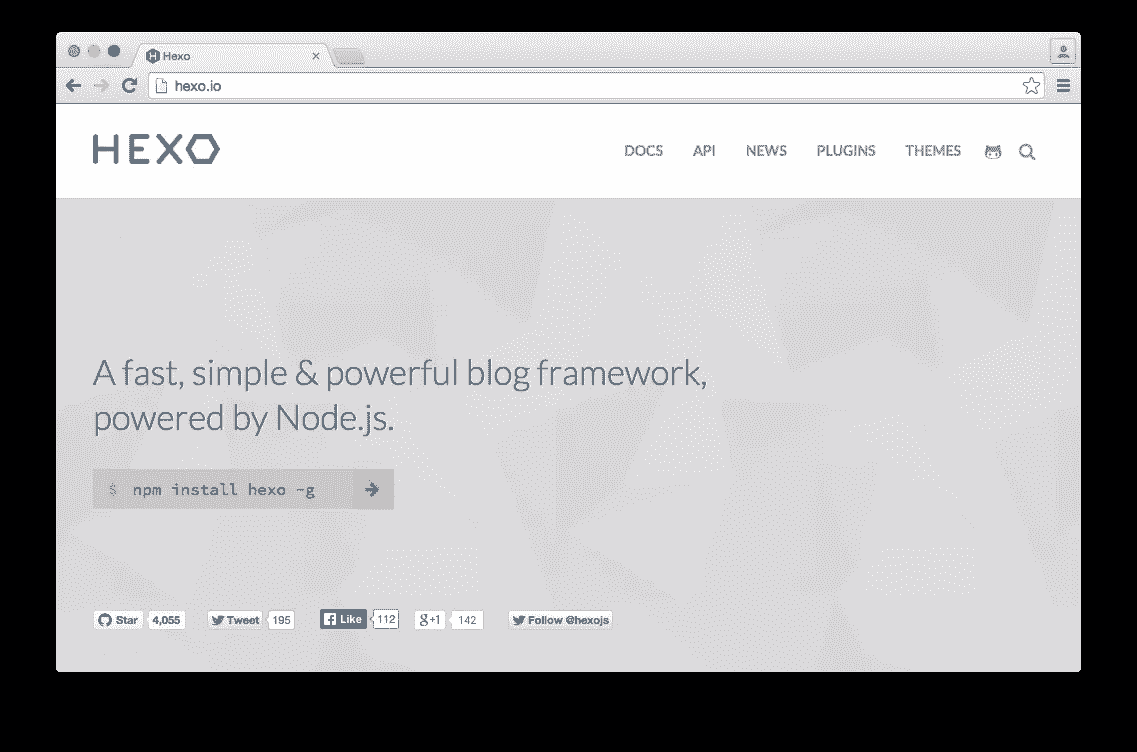 Hexo
hexo.io
HEXO
DOCS API NEWS PLUGINS THEMES
A fast, simple & powerful blog framework,
powered by Node.js.
$ npm install hexo -g
Star 4,055 Tweet 195 Like 112 g+1 142 Follow @hexojs